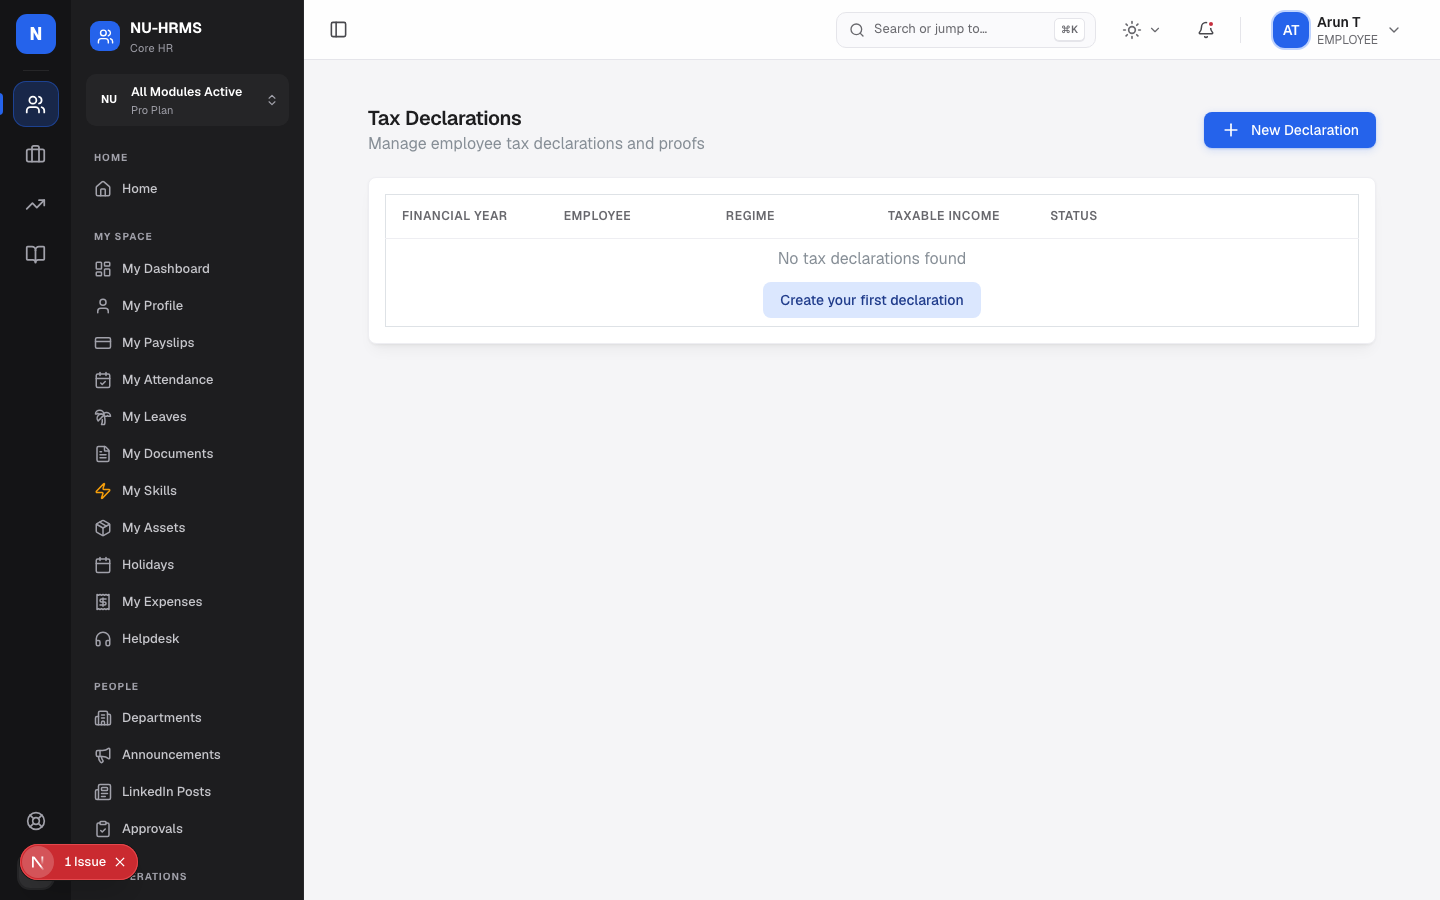 N
NU-HRMS
Core HR
NU
All Modules Active
Pro Plan
HOME
Home
MY SPACE
My Dashboard
My Profile
My Payslips
My Attendance
My Leaves
My Documents
My Skills
My Assets
Holidays
My Expenses
Helpdesk
PEOPLE
Departments
Announcements
LinkedIn Posts
Approvals
N 1 Issue
ERATIONS
Search or jump to... ⌘K
AT
Arun T
EMPLOYEE
Tax Declarations
Manage employee tax declarations and proofs
New Declaration
FINANCIAL YEAR EMPLOYEE REGIME TAXABLE INCOME STATUS
No tax declarations found
Create your first declaration